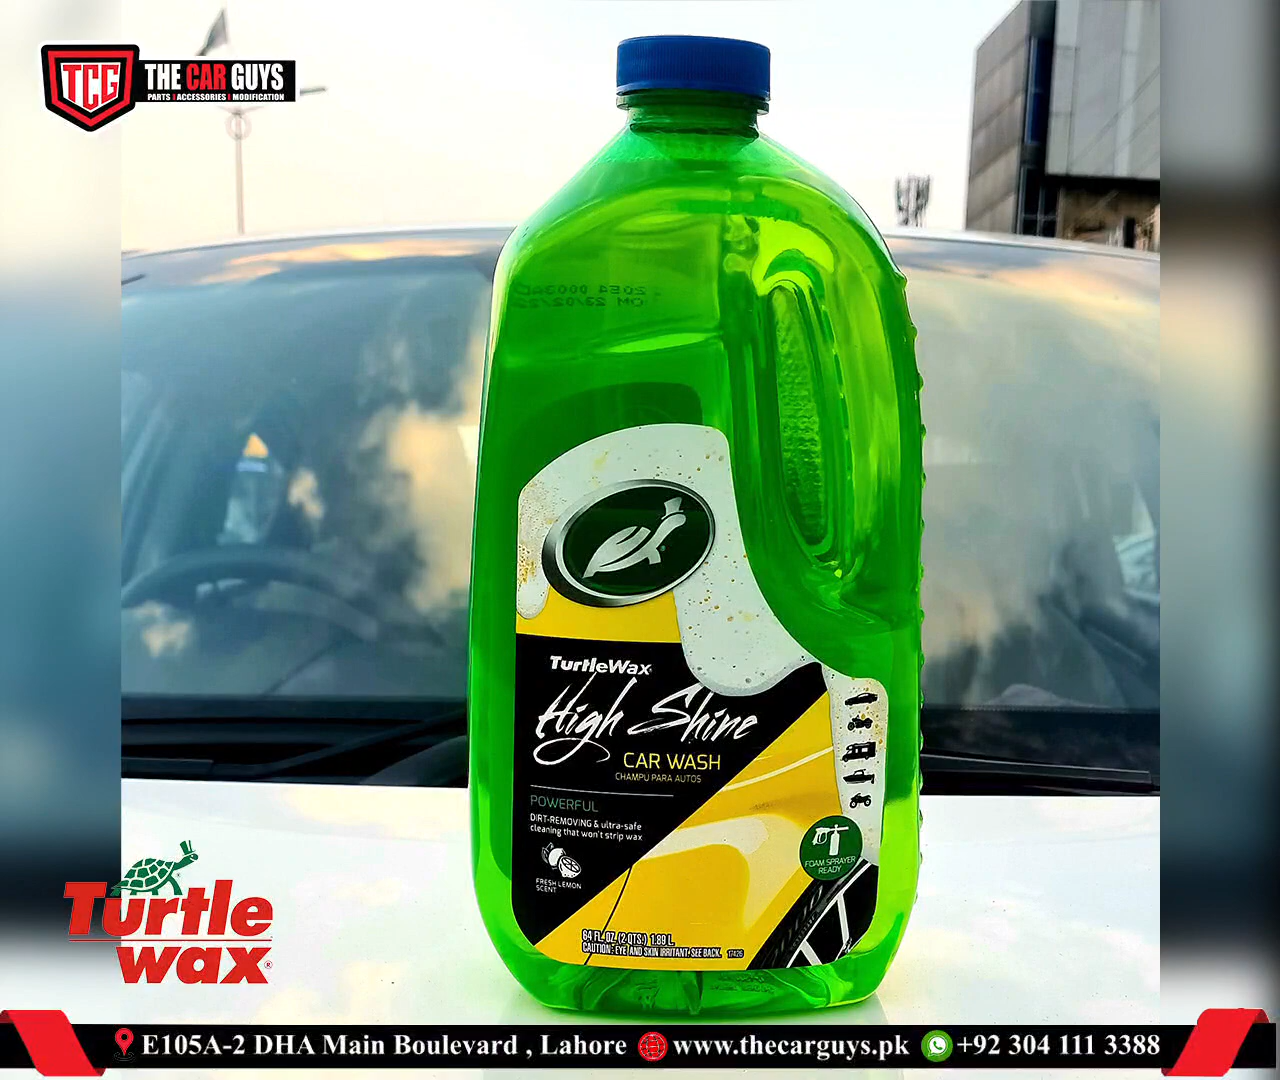 TCG
THE CAR GUYS
PARTS | ACCESSORIES | MODIFICATION
TurtleWax
High Shine
CAR WASH
CHAMPU PARA AUTOS
POWERFUL
DIRT-REMOVING & ultra-safe
cleaning that won't strip wax
FRESH LEMON
SCENT
FOAM SPRAYER
READY
64 FL. OZ. (2 QTS.) 1.89 L
CAUTION: EYE AND SKIN IRRITANT. SEE BACK.
Turtle
wax®
E105A-2 DHA Main Boulevard , Lahore www.thecarguys.pk +92 304 111 3388